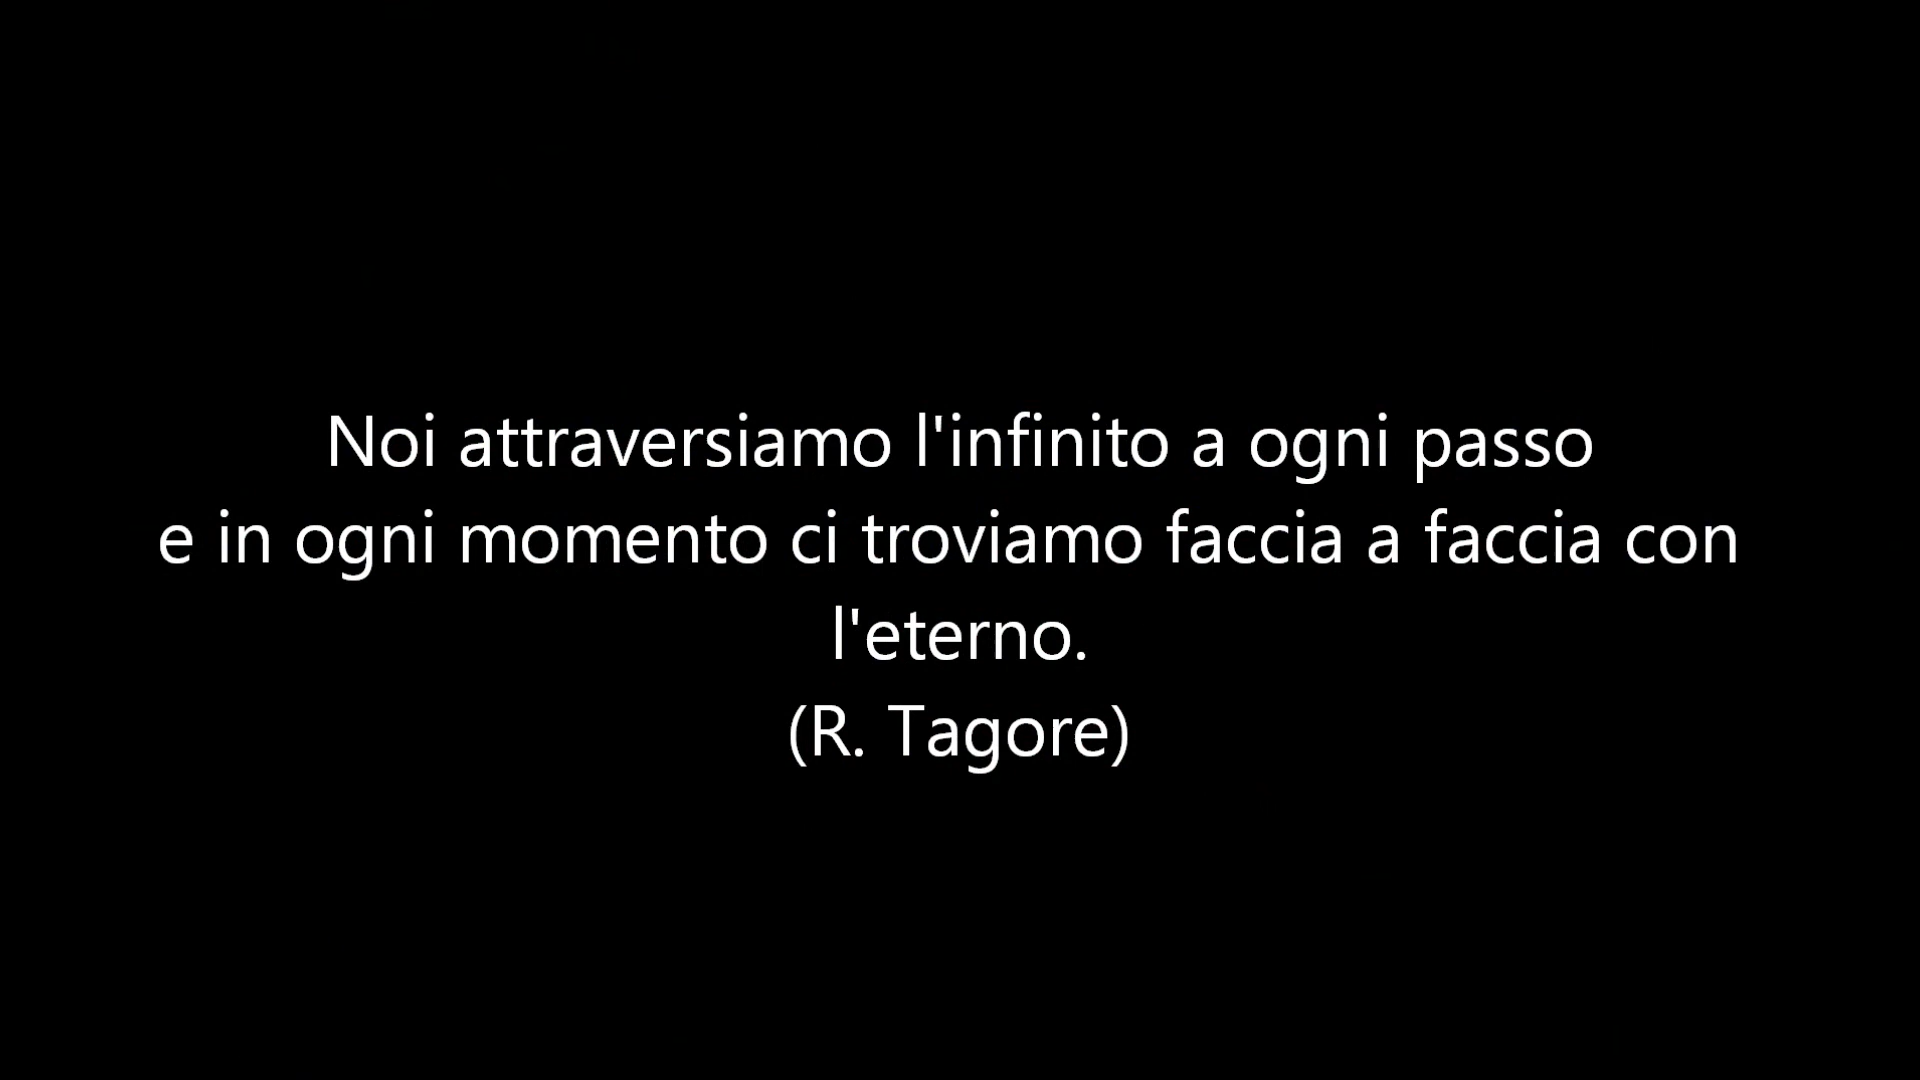 Noi attraversiamo l'infinito a ogni passo
e in ogni momento ci troviamo faccia a faccia con
l'eterno.
(R. Tagore)